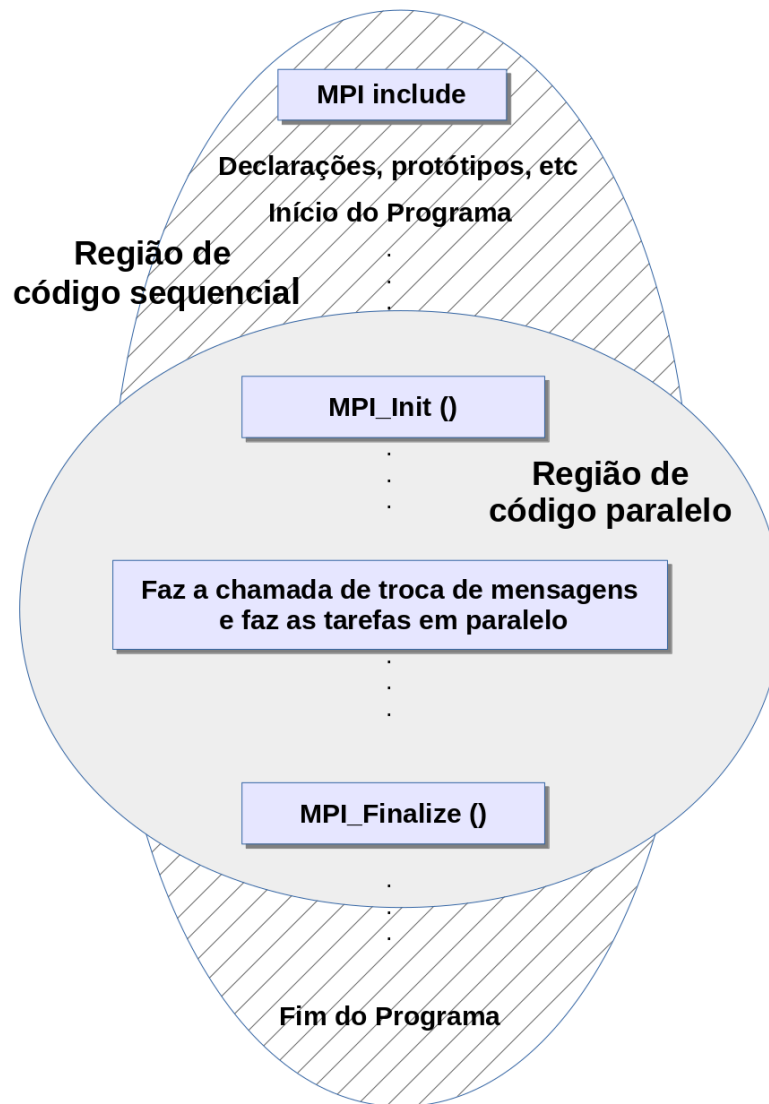 MPI include
Declarações, protótipos, etc
Início do Programa
Região de
código sequencial
MPI_Init ()
Região de
código paralelo
Faz a chamada de troca de mensagens
e faz as tarefas em paralelo
MPI_Finalize ()
Fim do Programa